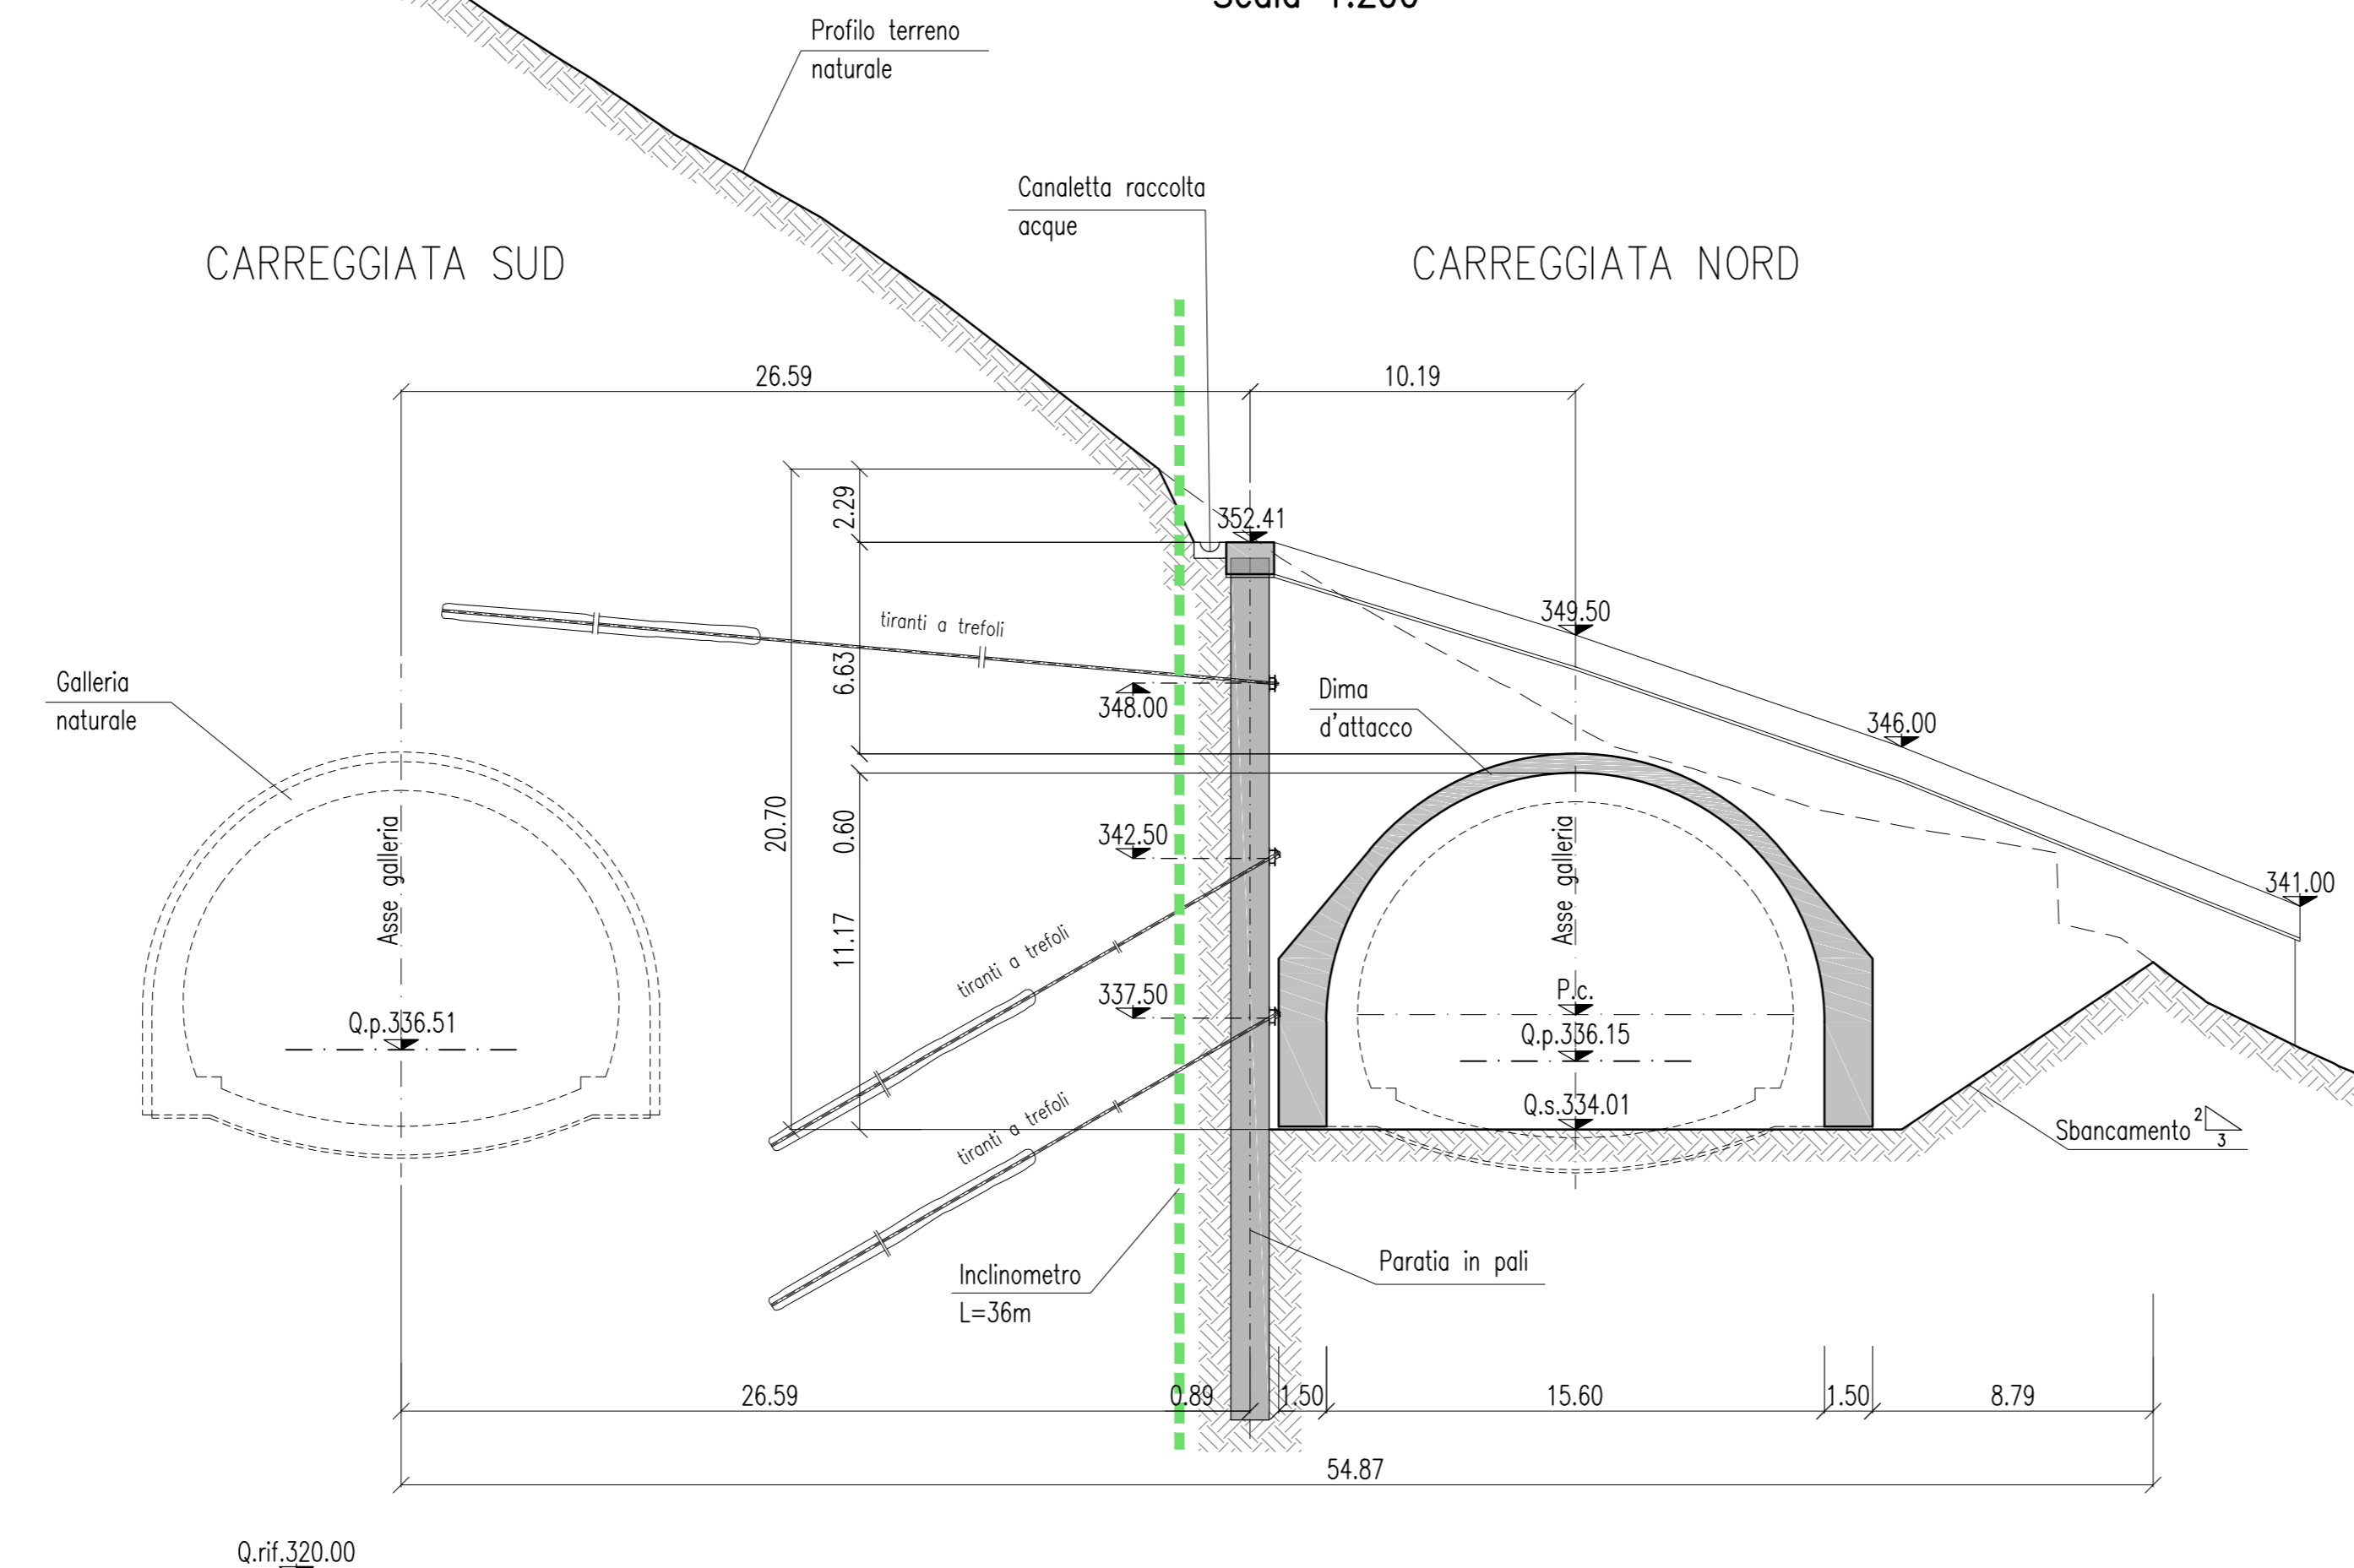 Scala 1:200
Profilo terreno
naturale
Canaletta raccolta
acque
CARREGGIATA SUD
CARREGGIATA NORD
26.59
10.19
2.29
352.41
349.50
tiranti a trefoli
6.63
348.00
Galleria
naturale
Dima
d'attacco
346.00
20.70
0.60
342.50
341.00
Asse galleria
Asse galleria
11.17
tiranti a trefoli
337.50
P.c.
Q.p.336.51
Q.p.336.15
Q.s.334.01
tiranti a trefoli
Sbancamento
2
3
Inclinometro
L=36m
Paratia in pali
26.59
0.89
1.50
15.60
1.50
8.79
54.87
Q.rif.320.00